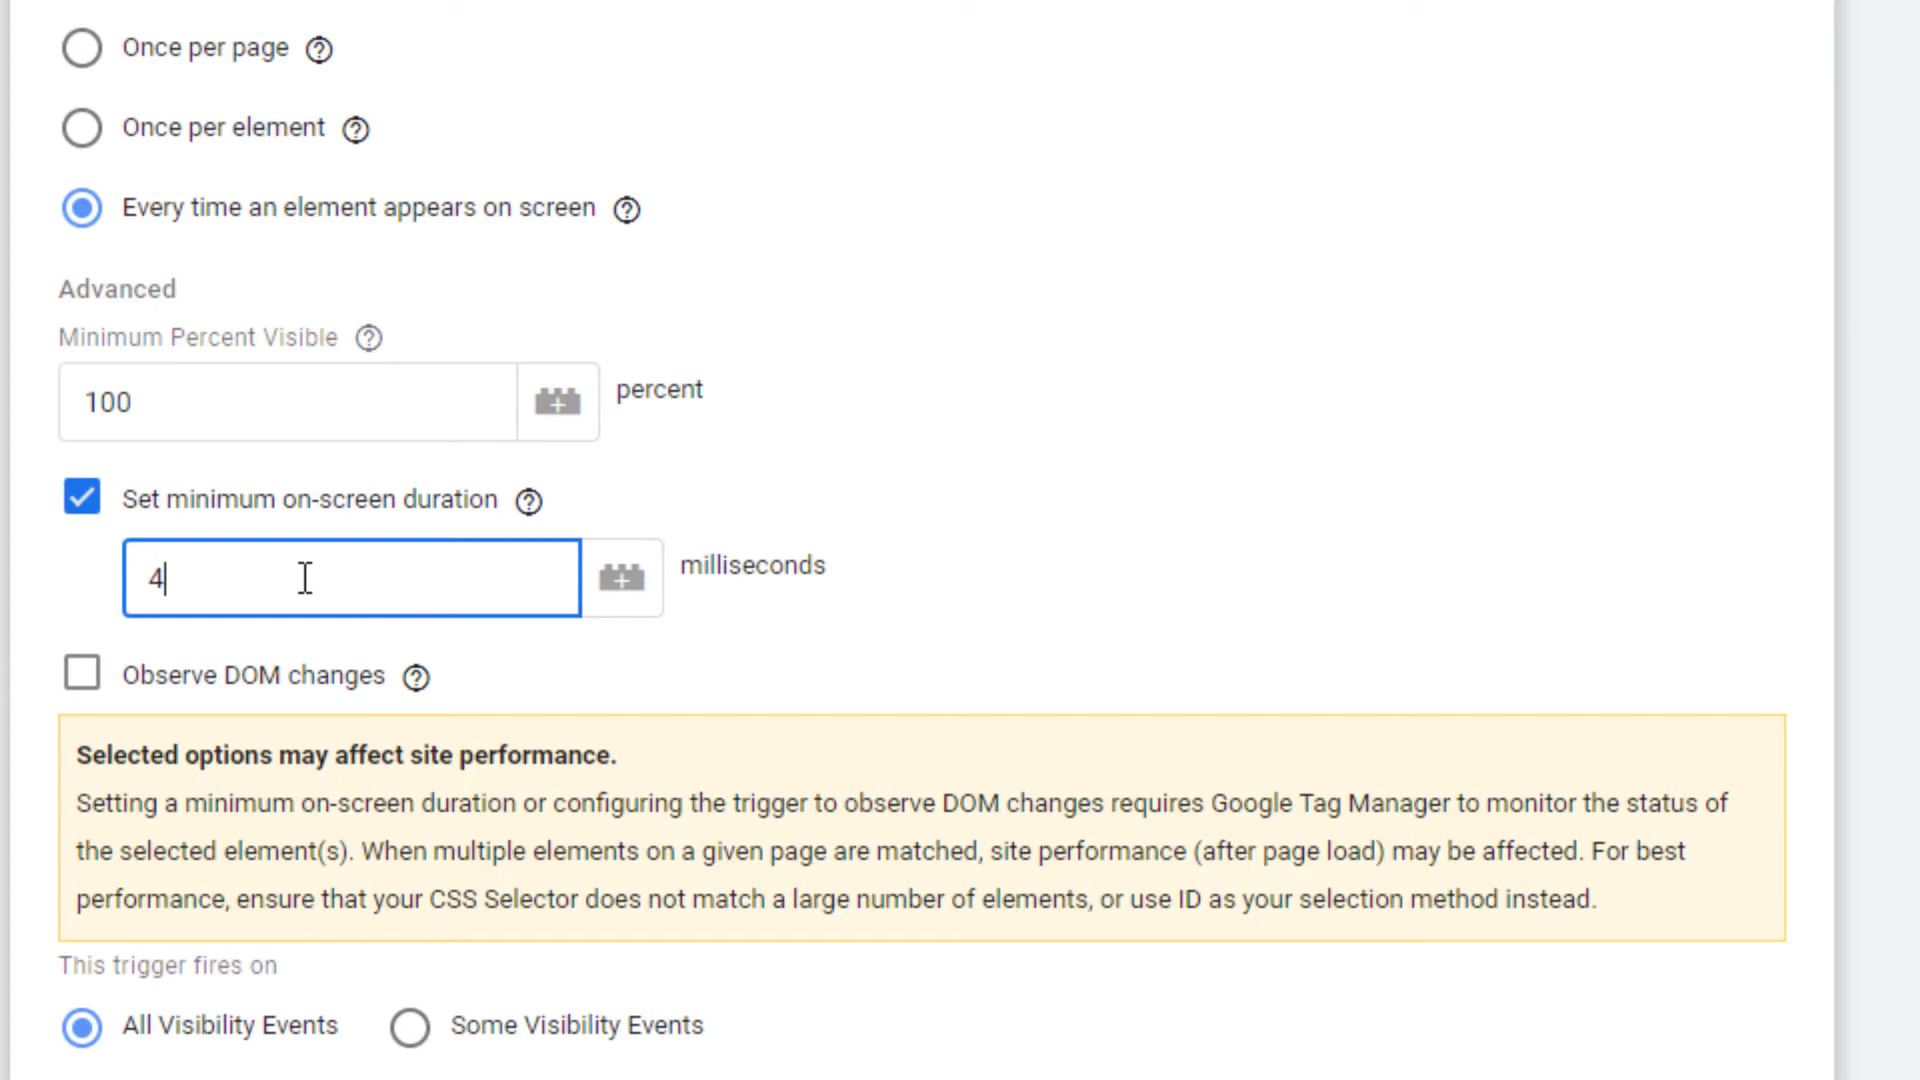 Once per page
Once per element
Every time an element appears on screen
Advanced
Minimum Percent Visible
100
percent
Set minimum on-screen duration
4
milliseconds
Observe DOM changes
Selected options may affect site performance.
Setting a minimum on-screen duration or configuring the trigger to observe DOM changes requires Google Tag Manager to monitor the status of
the selected element(s). When multiple elements on a given page are matched, site performance (after page load) may be affected. For best
performance, ensure that your CSS Selector does not match a large number of elements, or use ID as your selection method instead.
This trigger fires on
All Visibility Events
Some Visibility Events